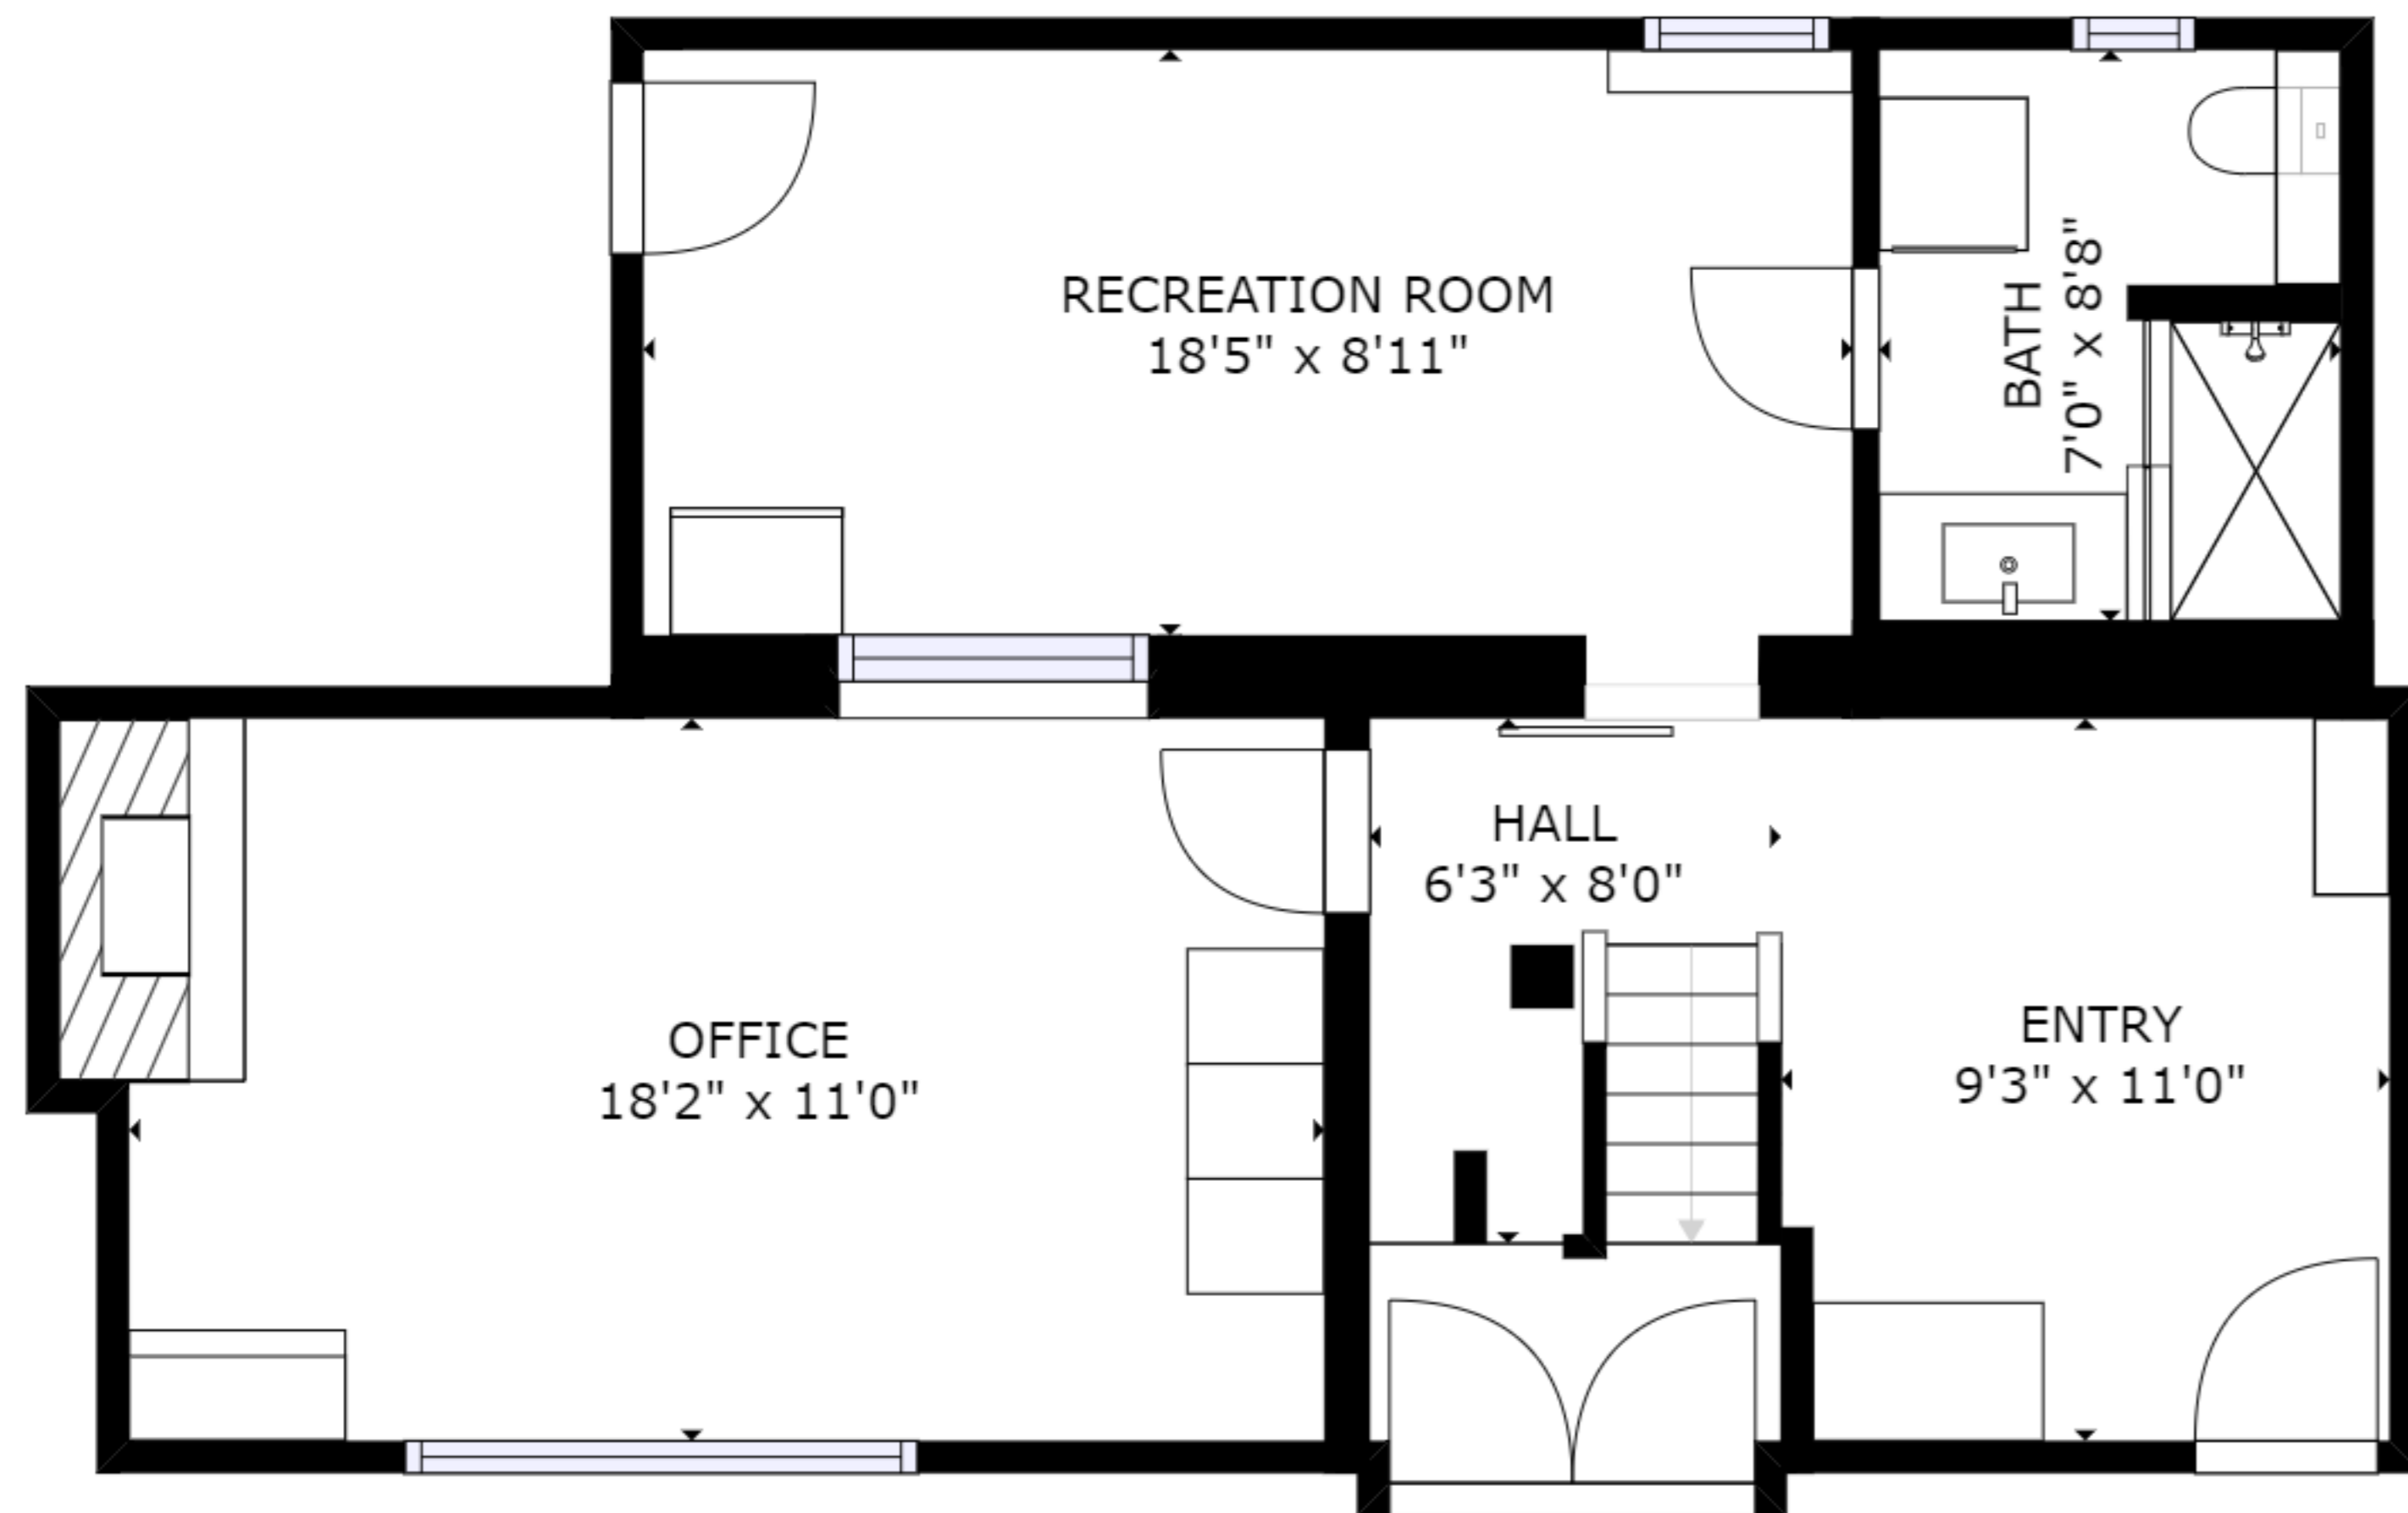 RECREATION ROOM
18'5" x 8'11"
BATH
7'0" x 8'8"
HALL
6'3" x 8'0"
OFFICE
18'2" x 11'0"
ENTRY
9'3" x 11'0"